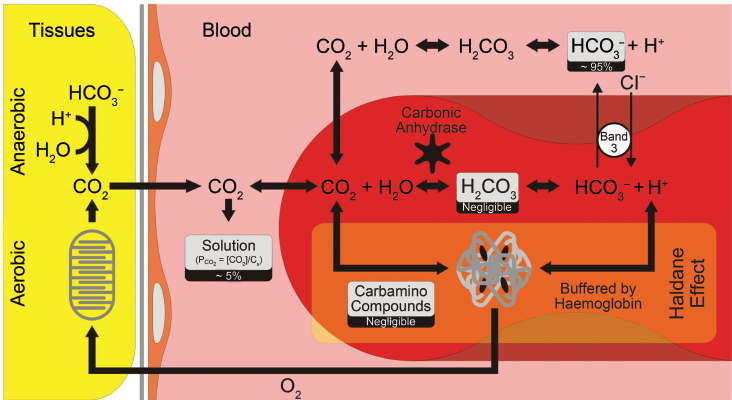 Tissues
Blood
CO₂ + H₂O
H₂CO₃
HCO₃⁻ + H⁺
~ 95%
Cl⁻
Anaerobic
HCO₃⁻
H⁺
H₂O
CO₂
Carbonic
Anhydrase
Band
3
CO₂
CO₂ + H₂O
H₂CO₃
Negligible
HCO₃⁻ + H⁺
Aerobic
Solution
(P_CO₂ = [CO₂]/Cₛ)
~ 5%
Carbamino
Compounds
Negligible
Buffered by
Haemoglobin
Haldane
Effect
O₂